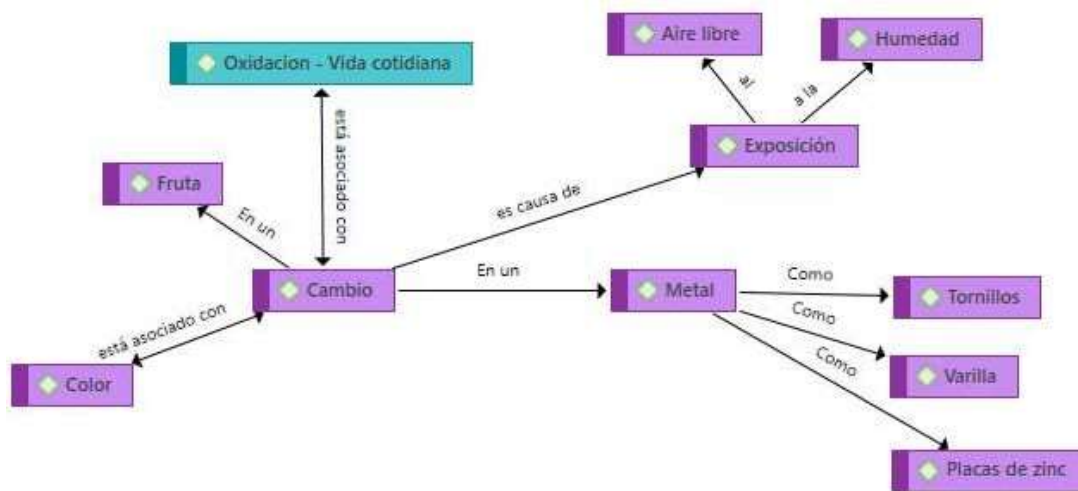 Aire libre
Humedad
Oxidacion - Vida cotidiana
al
a la
está asociado con
Exposición
Fruta
En un
es causa de
Cambio
En un
Metal
Como
Tornillos
Como
está asociado con
Como
Color
Varilla
Placas de zinc